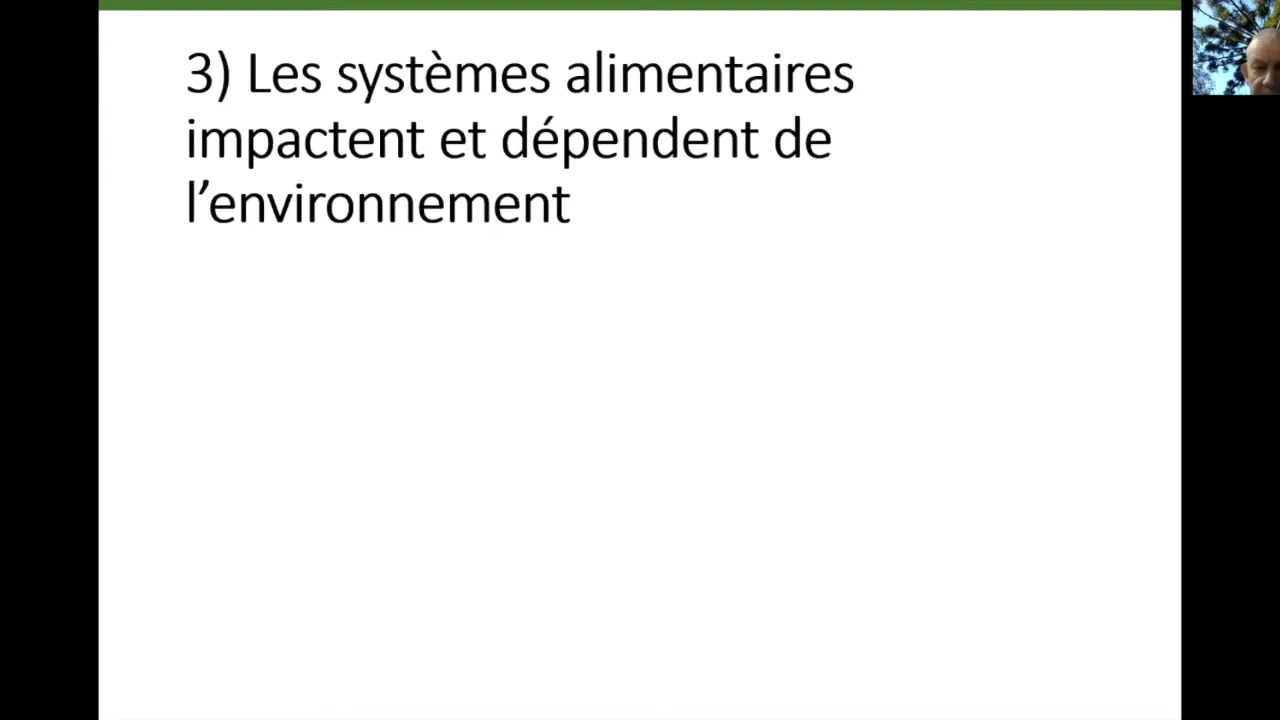 3) Les systèmes alimentaires
impactent et dépendent de
l’environnement